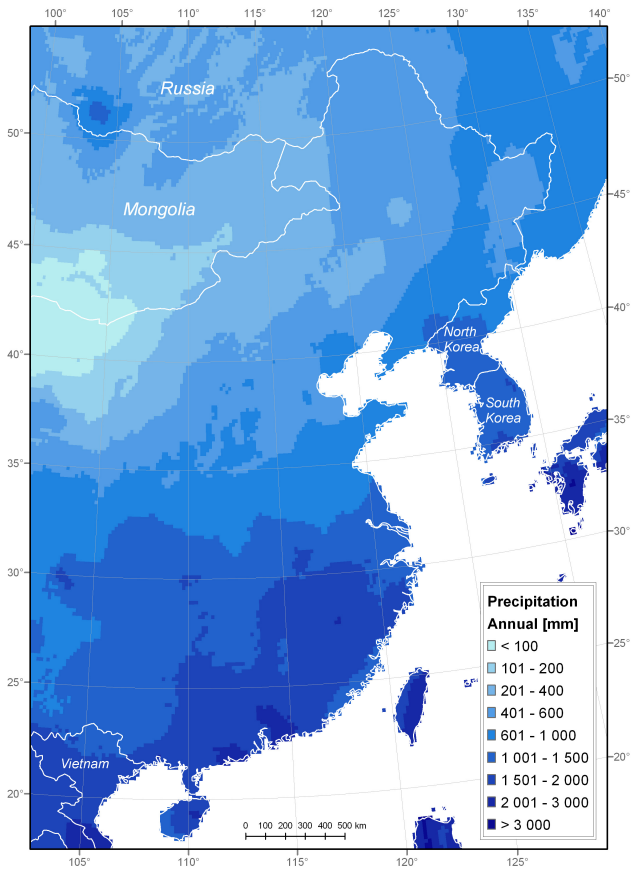 100° 105° 110° 115° 120° 125° 130° 135° 140°
50°
Russia
50°
Mongolia
45°
45°
40°
North
Korea
40°
South
Korea
35°
35°
30°
30°
Precipitation
Annual [mm]
< 100
101 - 200
201 - 400
401 - 600
601 - 1 000
1 001 - 1 500
1 501 - 2 000
2 001 - 3 000
> 3 000
25°
25°
Vietnam
20°
20°
0 100 200 300 400 500 km
105° 110° 115° 120° 125°